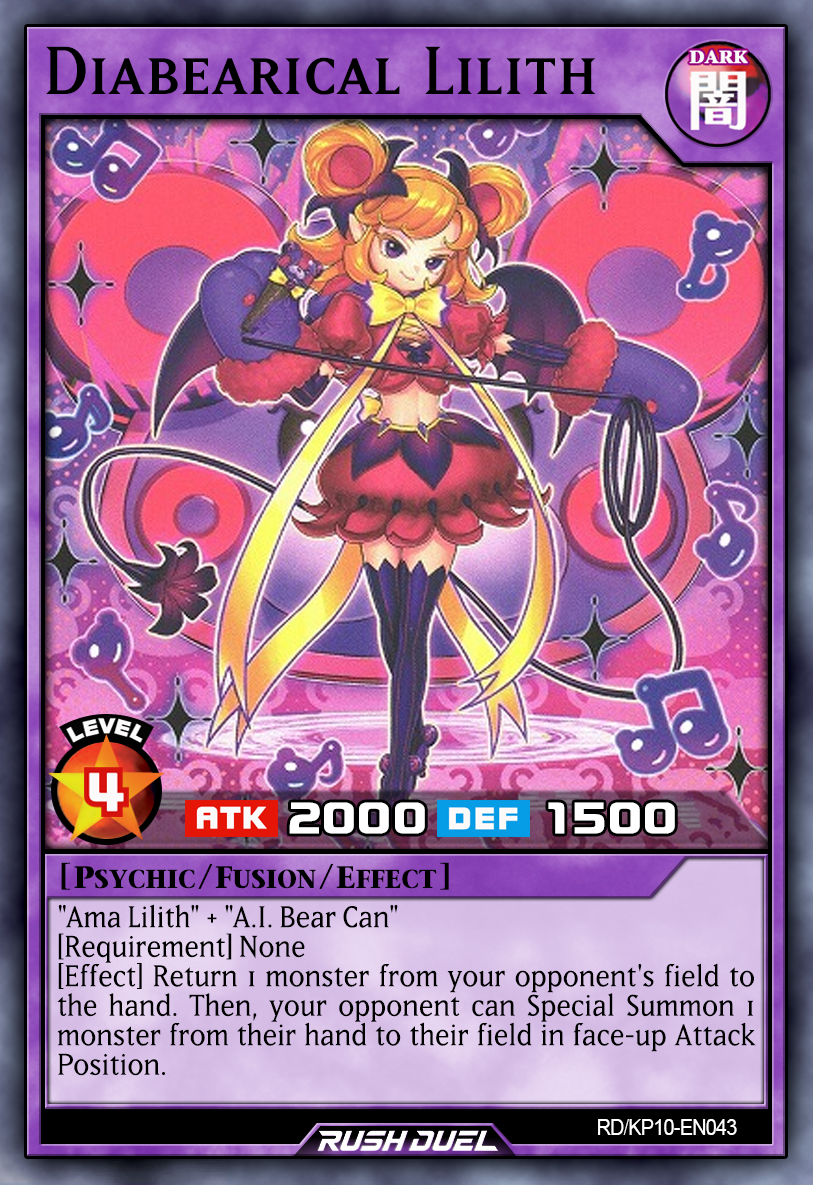 Diabearical Lilith
DARK
闇
LEVEL
4
ATK 2000 DEF 1500
[Psychic/Fusion/Effect]
"Ama Lilith" + "A.I. Bear Can"
[Requirement] None
[Effect] Return 1 monster from your opponent's field to
the hand. Then, your opponent can Special Summon 1
monster from their hand to their field in face-up Attack
Position.
RD/KP10-EN043
RUSH DUEL